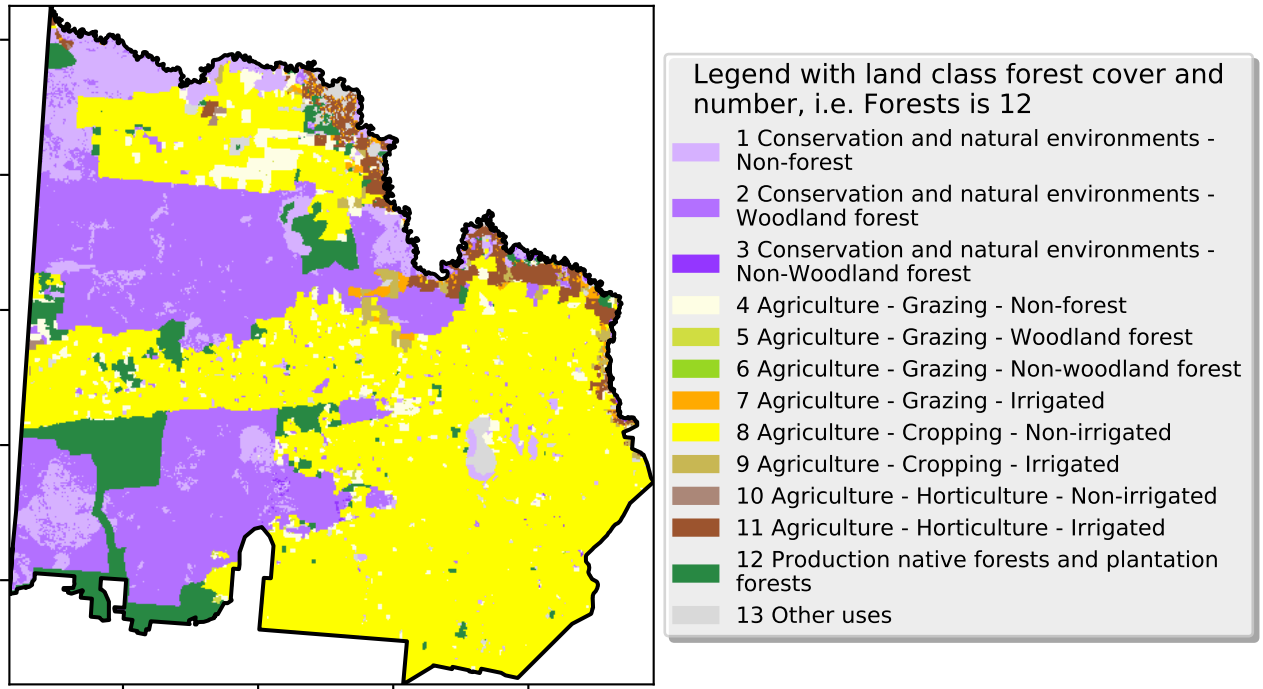 Legend with land class forest cover and
number, i.e. Forests is 12
1 Conservation and natural environments -
Non-forest
2 Conservation and natural environments -
Woodland forest
3 Conservation and natural environments -
Non-Woodland forest
4 Agriculture - Grazing - Non-forest
5 Agriculture - Grazing - Woodland forest
6 Agriculture - Grazing - Non-woodland forest
7 Agriculture - Grazing - Irrigated
8 Agriculture - Cropping - Non-irrigated
9 Agriculture - Cropping - Irrigated
10 Agriculture - Horticulture - Non-irrigated
11 Agriculture - Horticulture - Irrigated
12 Production native forests and plantation
forests
13 Other uses